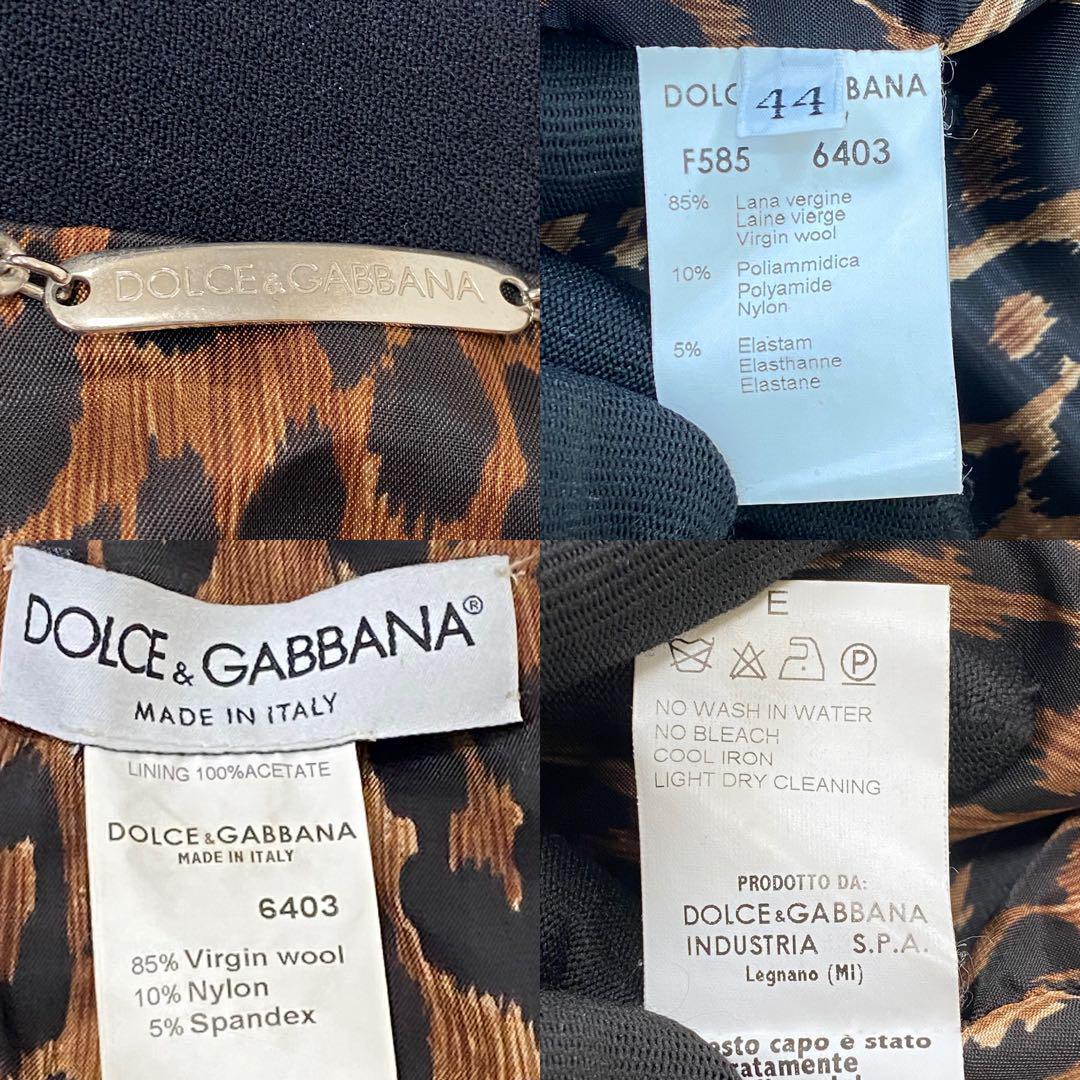 DOLCE&GABBANA
DOLC BANA
44
F585 6403
85% Lana vergine
Laine vierge
Virgin wool
10% Poliammidica
Polyamide
Nylon
5% Elastam
Elasthanne
Elastane
DOLCE&GABBANA®
MADE IN ITALY
LINING 100%ACETATE
DOLCE&GABBANA
MADE IN ITALY
6403
85% Virgin wool
10% Nylon
5% Spandex
E
P
NO WASH IN WATER
NO BLEACH
COOL IRON
LIGHT DRY CLEANING
PRODOTTO DA:
DOLCE&GABBANA
INDUSTRIA S.P.A.
Legnano (MI)
esto capo è stato
ratamente